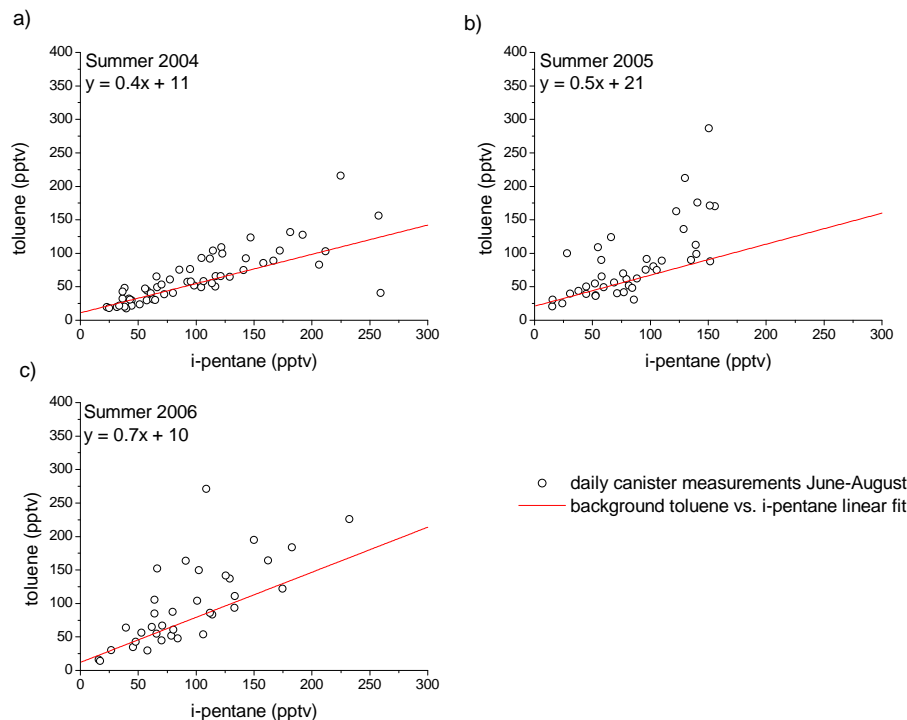 a)
Summer 2004
y = 0.4x + 11
toluene (pptv)
400
350
300
250
200
150
100
50
0
0 50 100 150 200 250 300
i-pentane (pptv)
b)
Summer 2005
y = 0.5x + 21
toluene (pptv)
400
350
300
250
200
150
100
50
0
0 50 100 150 200 250 300
i-pentane (pptv)
c)
Summer 2006
y = 0.7x + 10
toluene (pptv)
400
350
300
250
200
150
100
50
0
0 50 100 150 200 250 300
i-pentane (pptv)
daily canister measurements June-August
background toluene vs. i-pentane linear fit